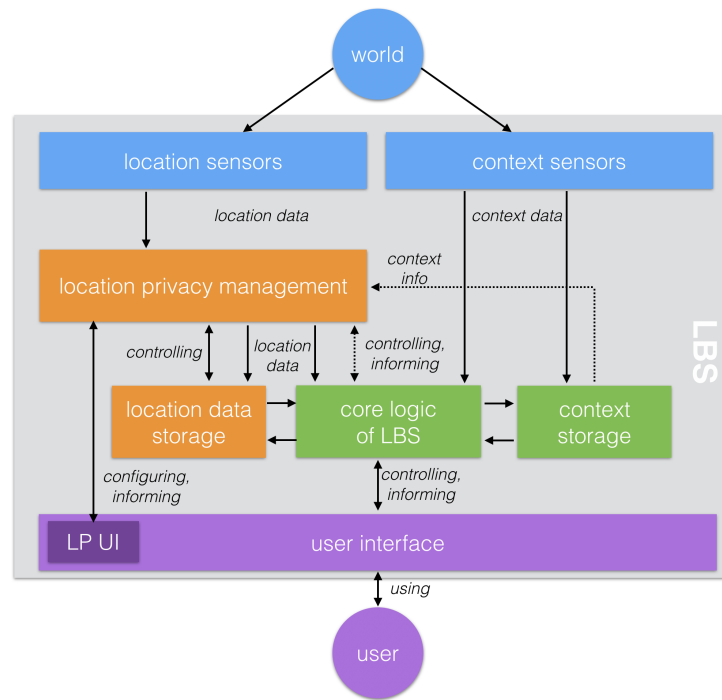 world
location sensors
context sensors
location data
context data
context
info
location privacy management
controlling
location
data
controlling,
informing
LBS
location data
storage
core logic
of LBS
context
storage
configuring,
informing
controlling,
informing
LP UI
user interface
using
user